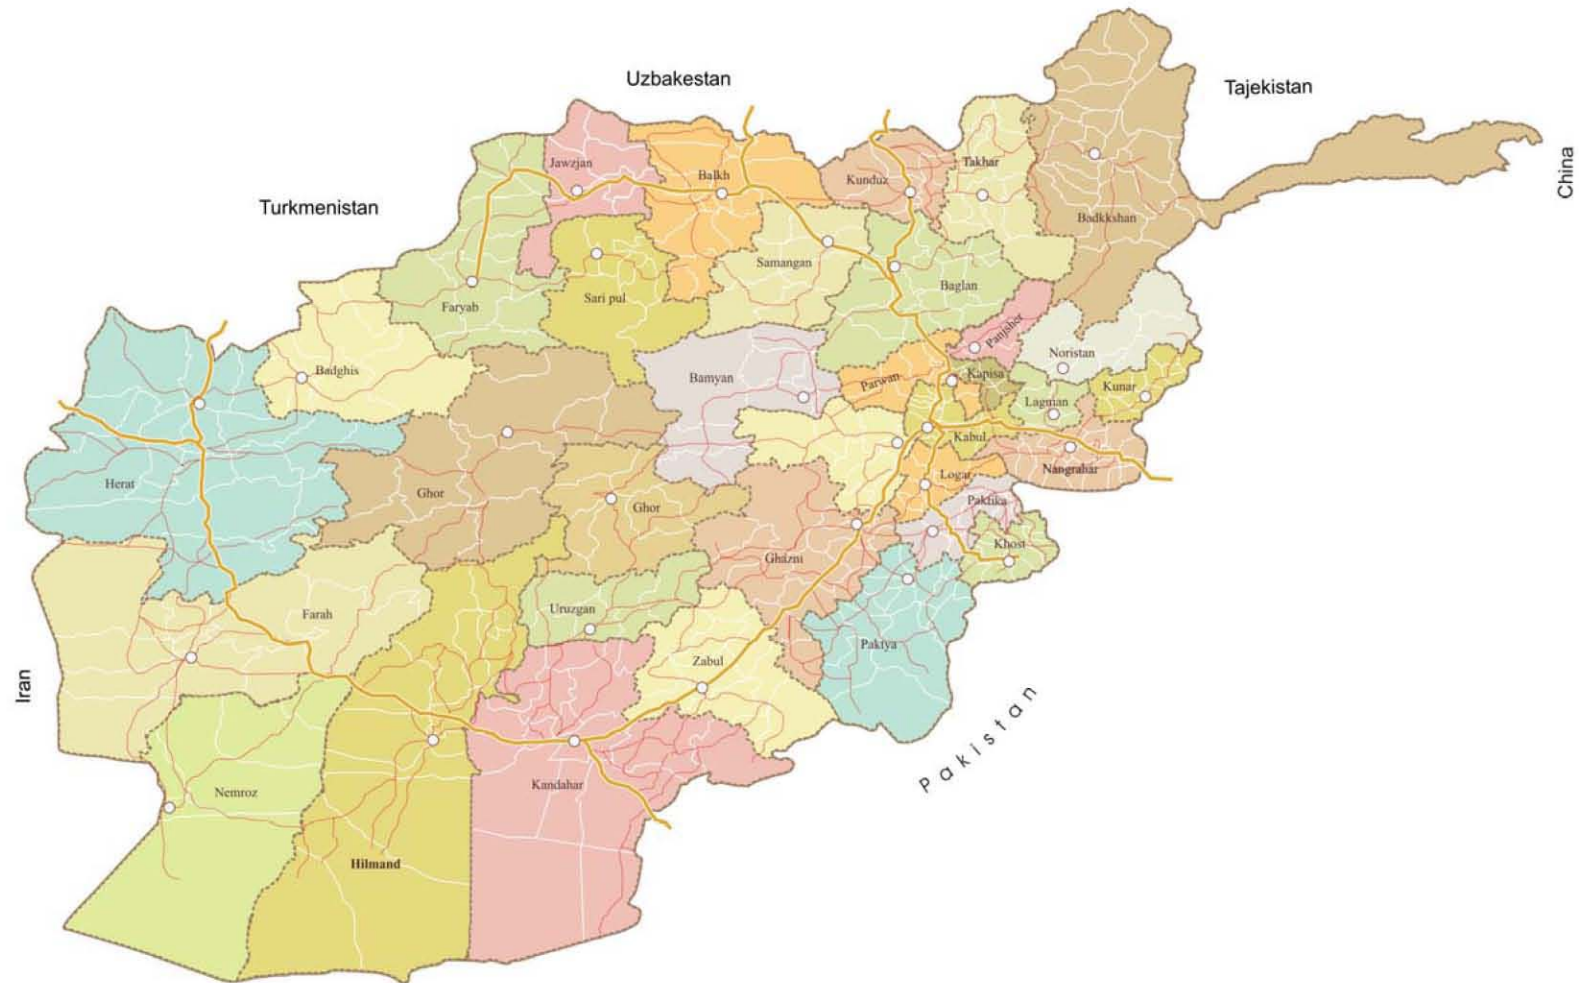 Uzbakestan
Tajekistan
China
Turkmenistan
Jawzjan
Balkh
Kunduz
Takhar
Badkkshan
Samangan
Faryab
Sari pul
Baglan
Panjsher
Noristan
Badghis
Bamyan
Parwan
Kapisa
Lagman
Kunar
Kabul
Herat
Ghor
Ghor
Logar
Nangrahar
Paktika
Khost
Ghazni
Farah
Uruzgan
Zabul
Paktya
Iran
Pakistan
Nemroz
Kandahar
Hilmand